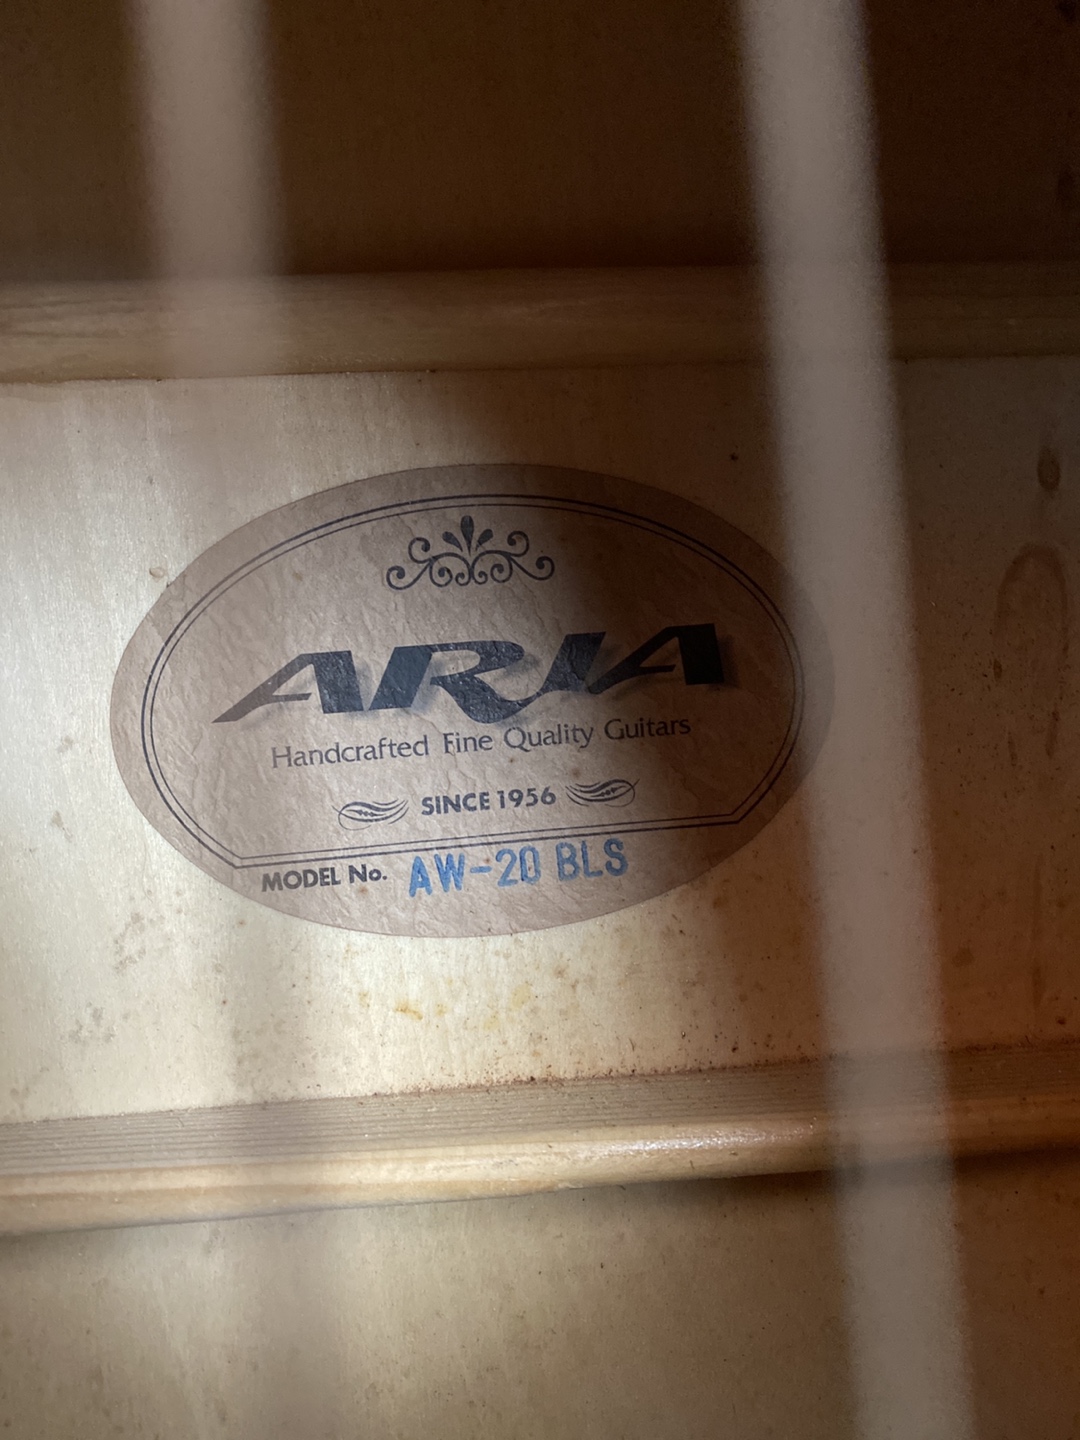 ARIA
Handcrafted Fine Quality Guitars
SINCE 1956
MODEL No. AW-20 BLS